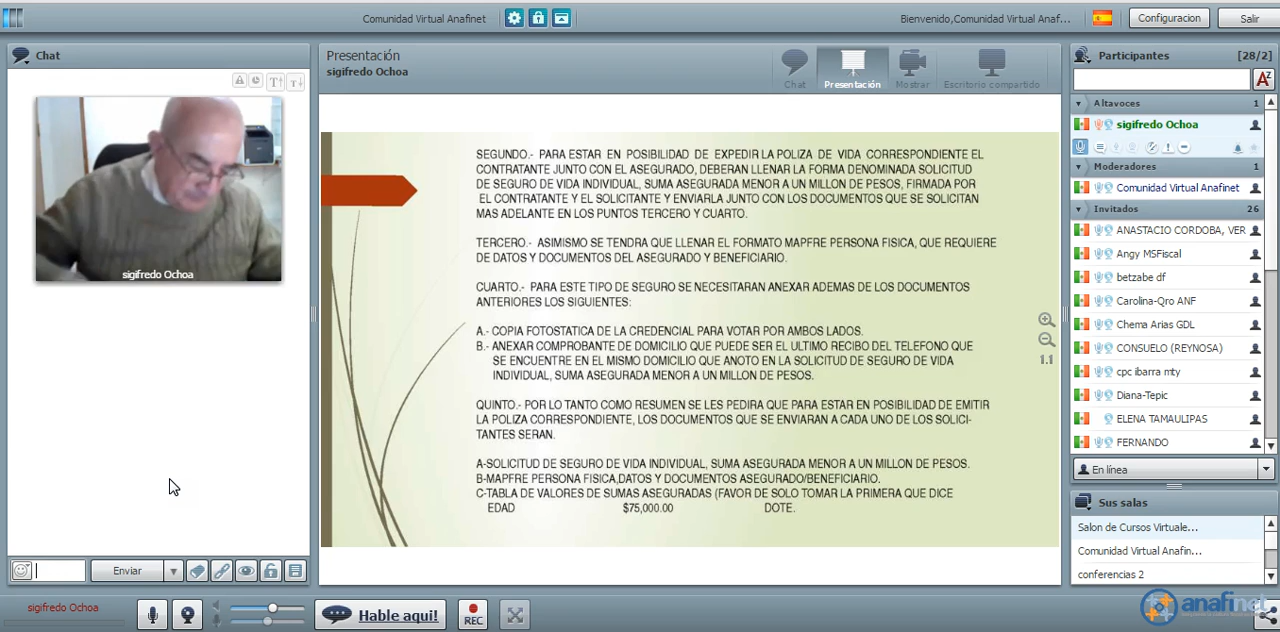 Comunidad Virtual Anafinet
Bienvenido,Comunidad Virtual Anaf...
Configuracion
Salir
Chat
sigifredo Ochoa
Enviar
Presentación
sigifredo Ochoa
Chat
Presentación
Mostrar
Escritorio compartido
SEGUNDO.- PARA ESTAR EN POSIBILIDAD DE EXPEDIR LA POLIZA DE VIDA CORRESPONDIENTE EL
CONTRATANTE JUNTO CON EL ASEGURADO, DEBERAN LLENAR LA FORMA DENOMINADA SOLICITUD
DE SEGURO DE VIDA INDIVIDUAL, SUMA ASEGURADA MENOR A UN MILLON DE PESOS, FIRMADA POR
EL CONTRATANTE Y EL SOLICITANTE Y ENVIARLA JUNTO CON LOS DOCUMENTOS QUE SE SOLICITAN
MAS ADELANTE EN LOS PUNTOS TERCERO Y CUARTO.
TERCERO.- ASIMISMO SE TENDRA QUE LLENAR EL FORMATO MAPFRE PERSONA FISICA, QUE REQUIERE
DE DATOS Y DOCUMENTOS DEL ASEGURADO Y BENEFICIARIO.
CUARTO.- PARA ESTE TIPO DE SEGURO SE NECESITARAN ANEXAR ADEMAS DE LOS DOCUMENTOS
ANTERIORES LOS SIGUIENTES:
A.- COPIA FOTOSTATICA DE LA CREDENCIAL PARA VOTAR POR AMBOS LADOS.
B.- ANEXAR COMPROBANTE DE DOMICILIO QUE PUEDE SER EL ULTIMO RECIBO DEL TELEFONO QUE
SE ENCUENTRE EN EL MISMO DOMICILIO QUE ANOTO EN LA SOLICITUD DE SEGURO DE VIDA
INDIVIDUAL, SUMA ASEGURADA MENOR A UN MILLON DE PESOS.
QUINTO.- POR LO TANTO COMO RESUMEN SE LES PEDIRA QUE PARA ESTAR EN POSIBILIDAD DE EMITIR
LA POLIZA CORRESPONDIENTE, LOS DOCUMENTOS QUE SE ENVIARAN A CADA UNO DE LOS SOLICI-
TANTES SERAN.
A-SOLICITUD DE SEGURO DE VIDA INDIVIDUAL, SUMA ASEGURADA MENOR A UN MILLON DE PESOS.
B-MAPFRE PERSONA FISICA,DATOS Y DOCUMENTOS ASEGURADO/BENEFICIARIO.
C-TABLA DE VALORES DE SUMAS ASEGURADAS (FAVOR DE SOLO TOMAR LA PRIMERA QUE DICE
EDAD $75,000.00 DOTE.
1.1
Participantes [28/2]
Altavoces 1
sigifredo Ochoa
Moderadores 1
Comunidad Virtual Anafinet
Invitados 26
ANASTACIO CORDOBA, VER
Angy MSFiscal
betzabe df
Carolina-Qro ANF
Chema Arias GDL
CONSUELO (REYNOSA)
cpc ibarra mty
Diana-Tepic
ELENA TAMAULIPAS
FERNANDO
En línea
Sus salas
Salon de Cursos Virtuale...
Comunidad Virtual Anafin...
conferencias 2
sigifredo Ochoa
Hable aqui!
REC
anafinet